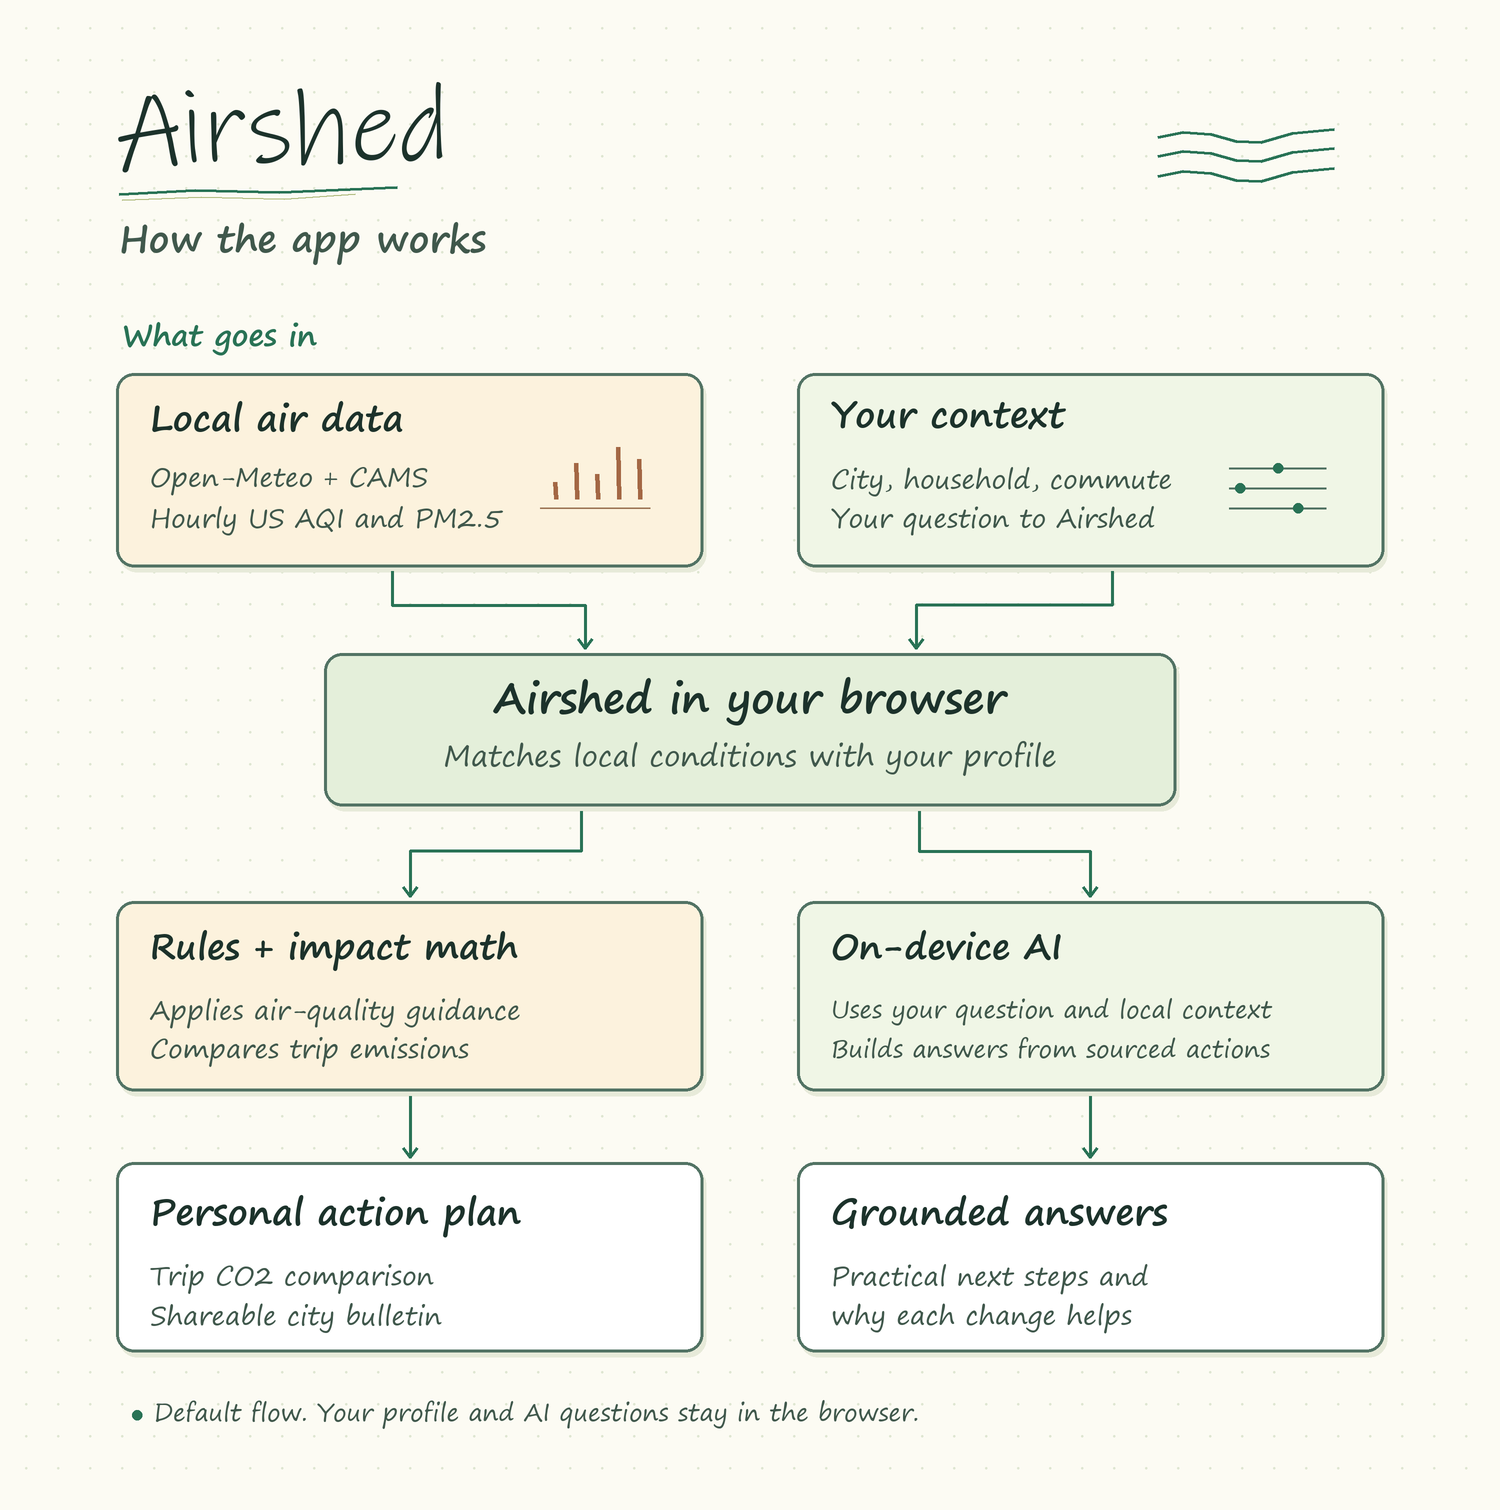 Airshed
How the app works
What goes in
Local air data
Open-Meteo + CAMS
Hourly US AQI and PM2.5
Your context
City, household, commute
Your question to Airshed
Airshed in your browser
Matches local conditions with your profile
Rules + impact math
Applies air-quality guidance
Compares trip emissions
On-device AI
Uses your question and local context
Builds answers from sourced actions
Personal action plan
Trip CO2 comparison
Shareable city bulletin
Grounded answers
Practical next steps and
why each change helps
Default flow. Your profile and AI questions stay in the browser.